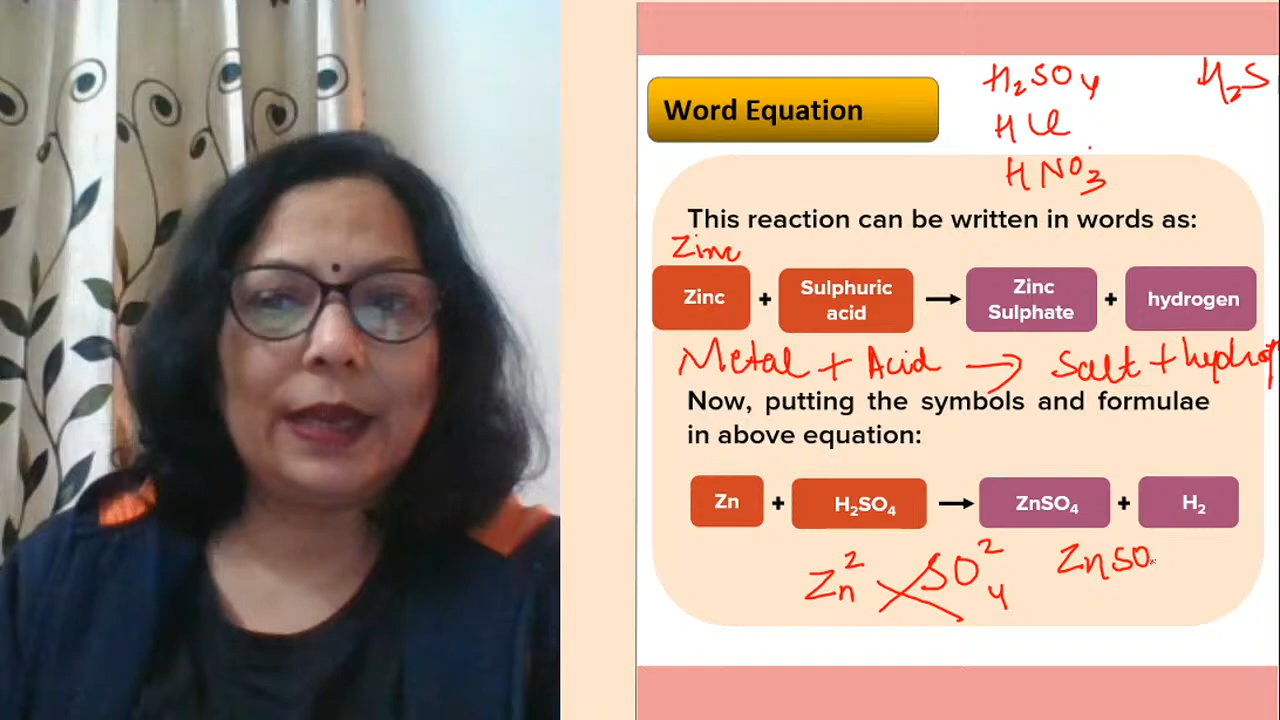 H₂SO₄
H₂S
Word Equation
HCl
HNO₃
This reaction can be written in words as:
Zinc
Zinc + Sulphuric acid → Zinc Sulphate + hydrogen
Metal + Acid → Salt + hydrog
Now, putting the symbols and formulae
in above equation:
Zn + H₂SO₄ → ZnSO₄ + H₂
Zn² SO₄² ZnSO